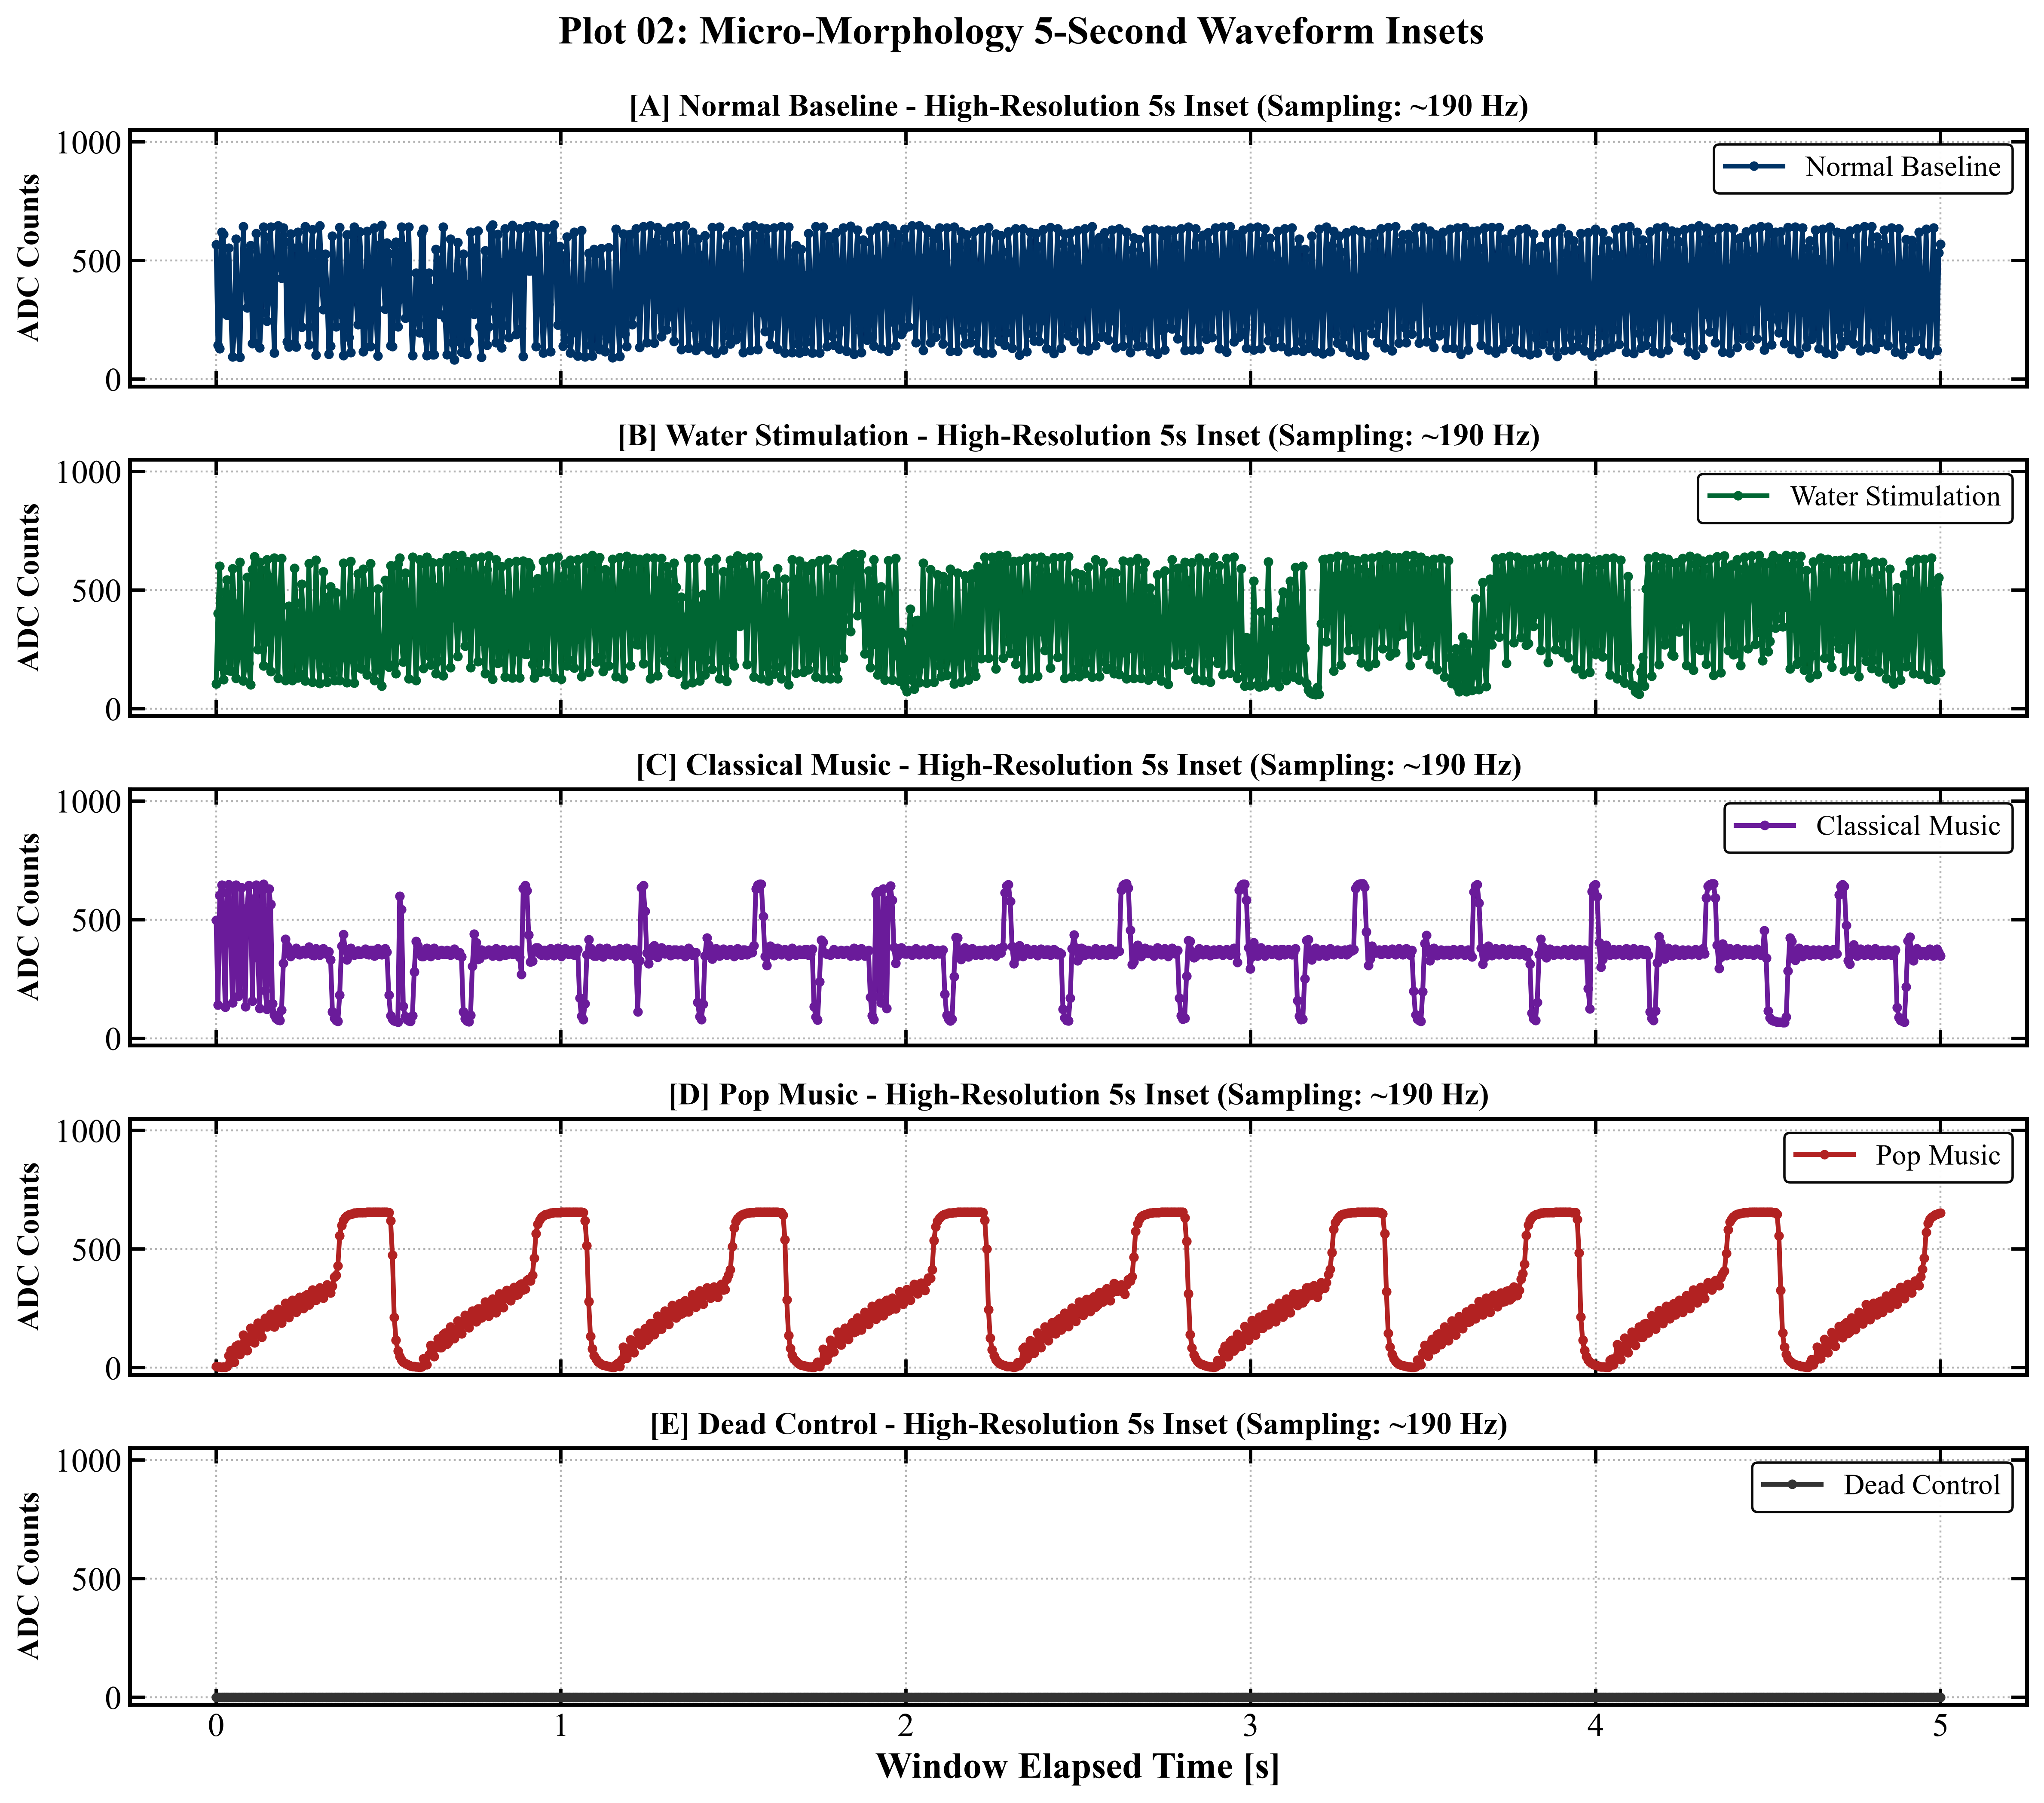 Plot 02: Micro-Morphology 5-Second Waveform Insets
[A] Normal Baseline - High-Resolution 5s Inset (Sampling: ~190 Hz)
1000
500
0
ADC Counts
Normal Baseline
[B] Water Stimulation - High-Resolution 5s Inset (Sampling: ~190 Hz)
1000
500
0
ADC Counts
Water Stimulation
[C] Classical Music - High-Resolution 5s Inset (Sampling: ~190 Hz)
1000
500
0
ADC Counts
Classical Music
[D] Pop Music - High-Resolution 5s Inset (Sampling: ~190 Hz)
1000
500
0
ADC Counts
Pop Music
[E] Dead Control - High-Resolution 5s Inset (Sampling: ~190 Hz)
1000
500
0
ADC Counts
Dead Control
0 1 2 3 4 5
Window Elapsed Time [s]